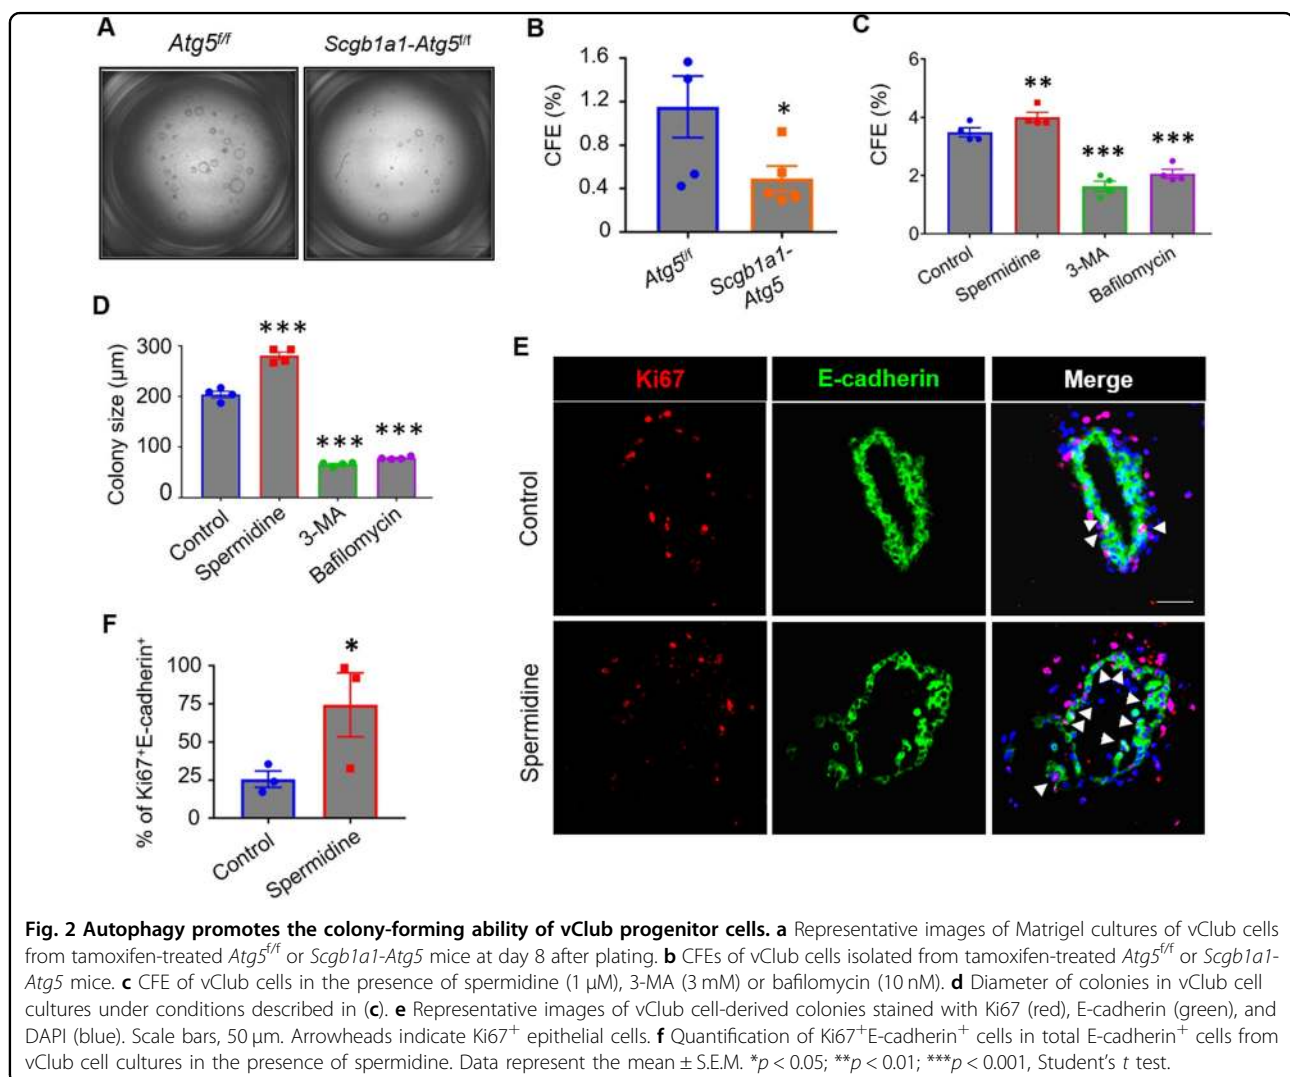 A
Atg5f/f
Scgb1a1-Atg5f/f
B
CFE (%)
1.6
1.2
0.8
0.4
0
*
Atg5f/f
Scgb1a1-
Atg5
C
CFE (%)
6
4
2
0
**
***
***
Control
Spermidine
3-MA
Bafilomycin
D
Colony size (μm)
300
200
100
0
***
***
***
Control
Spermidine
3-MA
Bafilomycin
E
Ki67
E-cadherin
Merge
Control
Spermidine
F
% of Ki67+E-cadherin+
100
75
50
25
0
*
Control
Spermidine
Fig. 2 Autophagy promotes the colony-forming ability of vClub progenitor cells. a Representative images of Matrigel cultures of vClub cells
from tamoxifen-treated Atg5f/f or Scgb1a1-Atg5 mice at day 8 after plating. b CFEs of vClub cells isolated from tamoxifen-treated Atg5f/f or Scgb1a1-
Atg5 mice. c CFE of vClub cells in the presence of spermidine (1 μM), 3-MA (3 mM) or bafilomycin (10 nM). d Diameter of colonies in vClub cell
cultures under conditions described in (c). e Representative images of vClub cell-derived colonies stained with Ki67 (red), E-cadherin (green), and
DAPI (blue). Scale bars, 50 μm. Arrowheads indicate Ki67+ epithelial cells. f Quantification of Ki67+E-cadherin+ cells in total E-cadherin+ cells from
vClub cell cultures in the presence of spermidine. Data represent the mean ± S.E.M. *p < 0.05; **p < 0.01; ***p < 0.001, Student's t test.